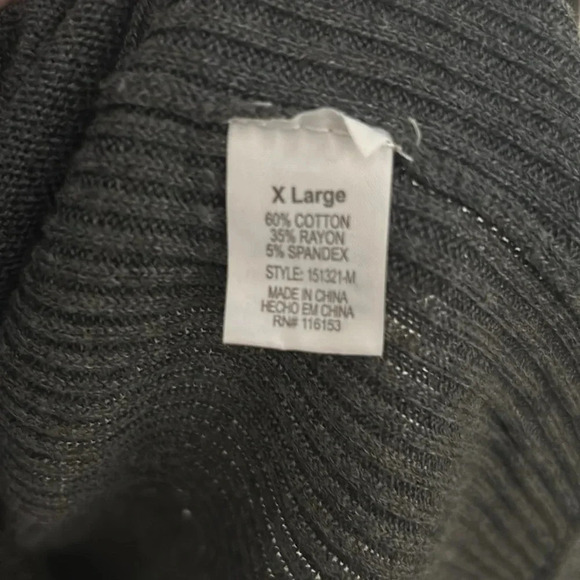 X Large
60% COTTON
35% RAYON
5% SPANDEX
STYLE: 151321-M
MADE IN CHINA
HECHO EM CHINA
RN# 116153